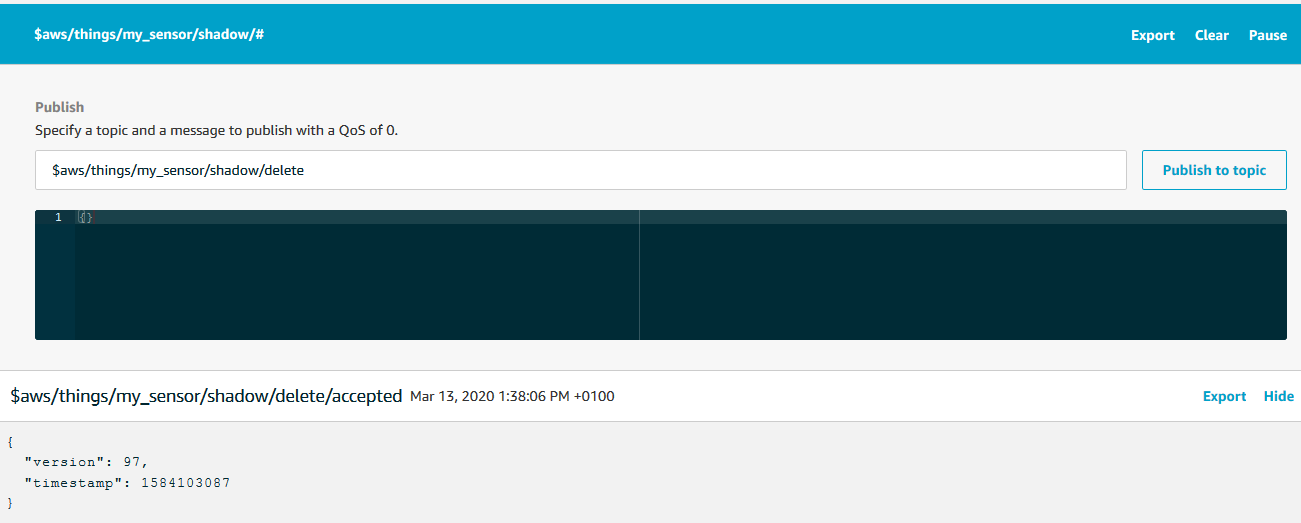 $aws/things/my_sensor/shadow/#
Export Clear Pause
Publish
Specify a topic and a message to publish with a QoS of 0.
$aws/things/my_sensor/shadow/delete
Publish to topic
1 {}
$aws/things/my_sensor/shadow/delete/accepted Mar 13, 2020 1:38:06 PM +0100
Export Hide
{
"version": 97,
"timestamp": 1584103087
}